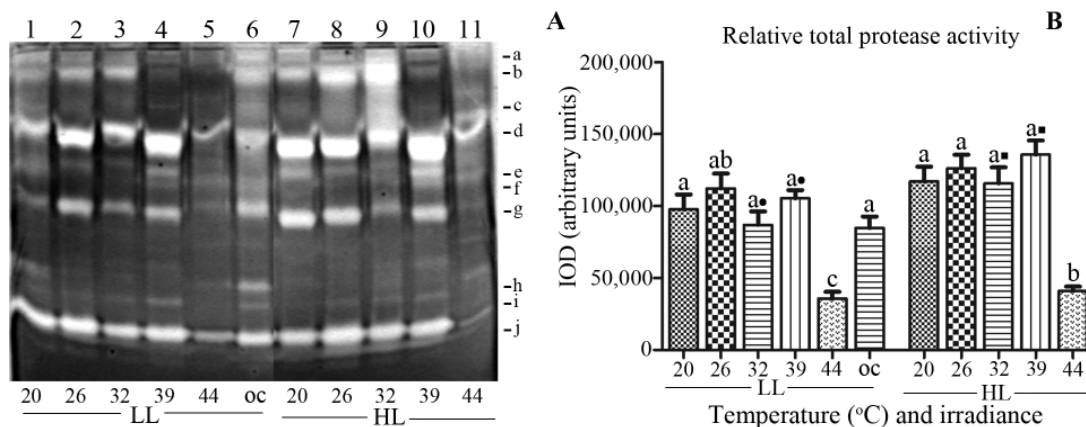 1 2 3 4 5 6 7 8 9 10 11
a
b
c
d
e
f
g
h
i
j
20 26 32 39 44 oc 20 26 32 39 44
LL HL
A B
Relative total protease activity
IOD (arbitrary units)
200,000
150,000
100,000
50,000
0
a ab a• a• c a a a a▪ a▪ b
20 26 32 39 44 oc 20 26 32 39 44
LL HL
Temperature (°C) and irradiance